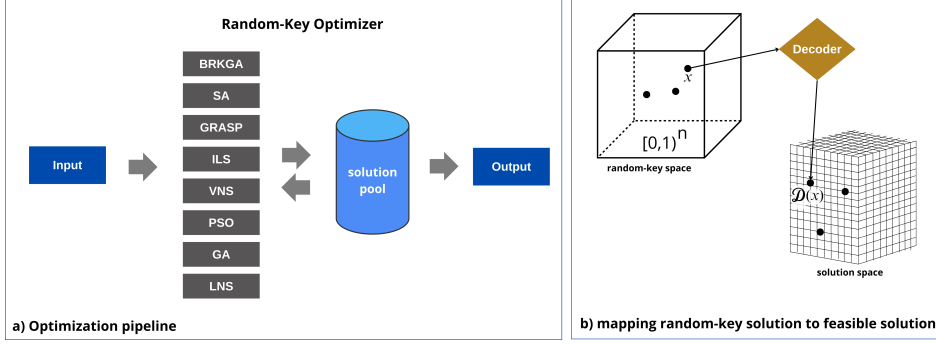 Random-Key Optimizer
BRKGA
SA
GRASP
ILS
VNS
PSO
GA
LNS
Input
solution
pool
Output
a) Optimization pipeline
Decoder
x
[0,1)^n
random-key space
𝒟(x)
solution space
b) mapping random-key solution to feasible solution